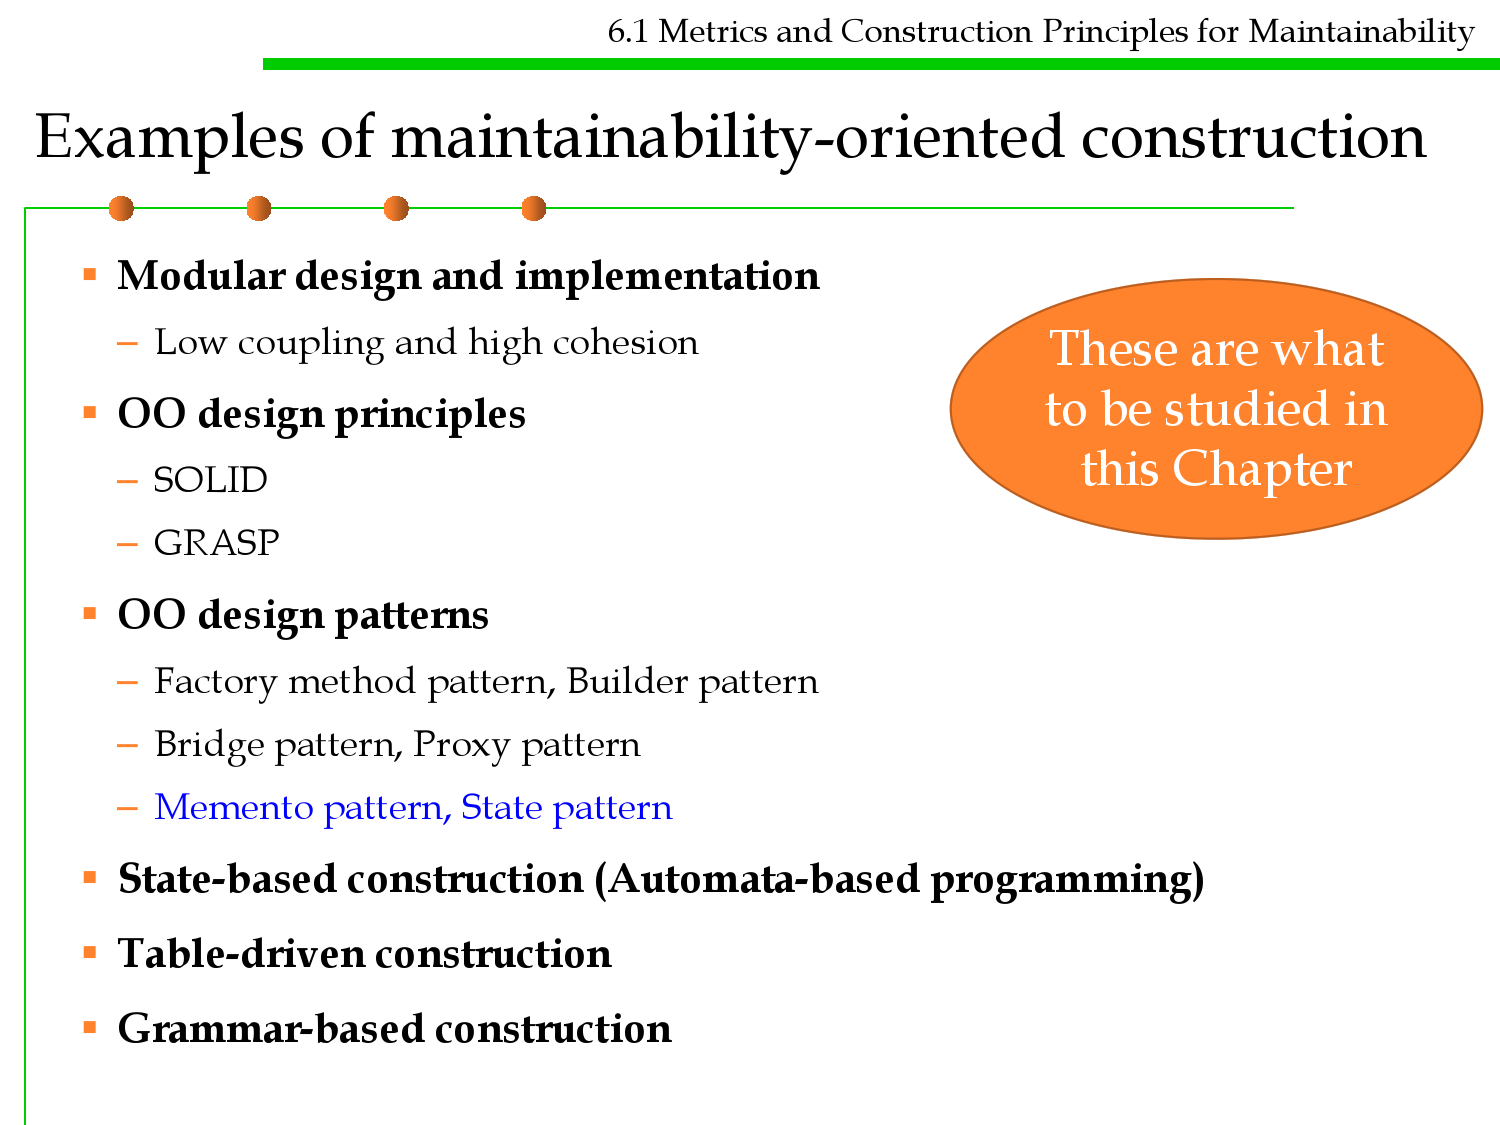 6.1 Metrics and Construction Principles for Maintainability
Examples of maintainability-oriented construction
▪ Modular design and implementation
– Low coupling and high cohesion
▪ OO design principles
– SOLID
– GRASP
▪ OO design patterns
– Factory method pattern, Builder pattern
– Bridge pattern, Proxy pattern
– Memento pattern, State pattern
▪ State-based construction (Automata-based programming)
▪ Table-driven construction
▪ Grammar-based construction
These are what
to be studied in
this Chapter